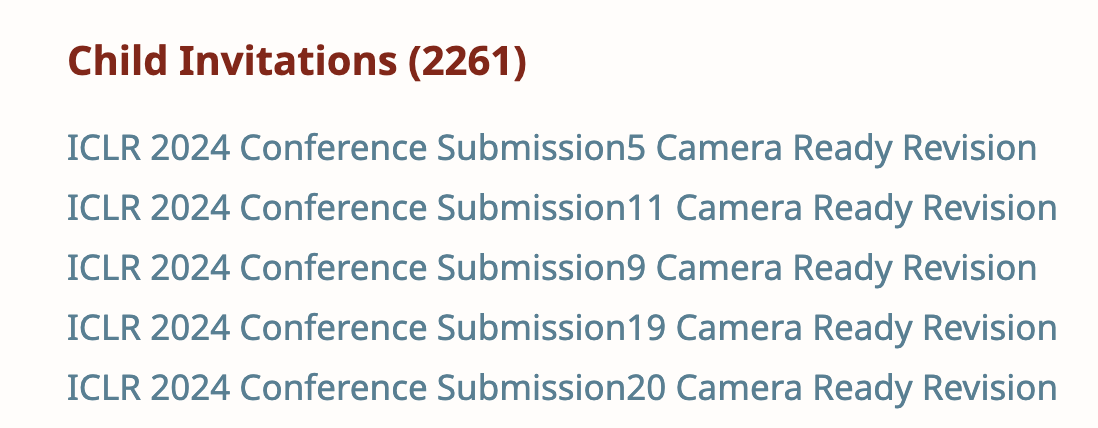 Child Invitations (2261)
ICLR 2024 Conference Submission5 Camera Ready Revision
ICLR 2024 Conference Submission11 Camera Ready Revision
ICLR 2024 Conference Submission9 Camera Ready Revision
ICLR 2024 Conference Submission19 Camera Ready Revision
ICLR 2024 Conference Submission20 Camera Ready Revision